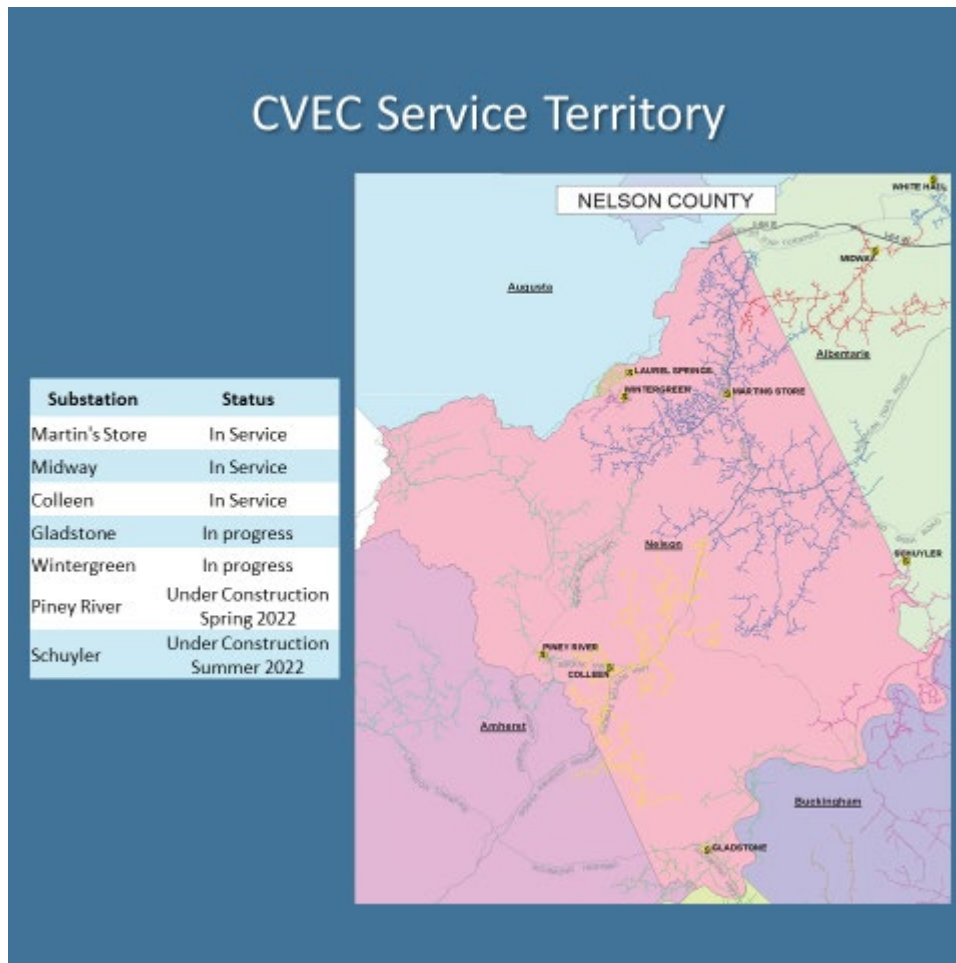 CVEC Service Territory
NELSON COUNTY
WHITE HALL
MIDWAY
Augusta
Albemarle
LAUREL SPRINGS
WINTERGREEN
MARTINS STORE
Substation Status
Martin's Store In Service
Midway In Service
Colleen In Service
Gladstone In progress
Wintergreen In progress
Piney River Under Construction
Spring 2022
Schuyler Under Construction
Summer 2022
Nelson
SCHUYLER
PINEY RIVER
COLLEEN
Amherst
Buckingham
GLADSTONE